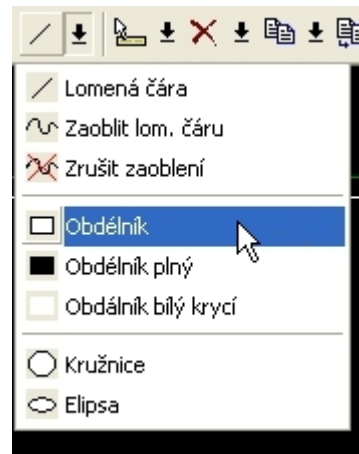 Lomená čára
Zaoblit lom. čáru
Zrušit zaoblení
Obdélník
Obdélník plný
Obdálník bílý krycí
Kružnice
Elipsa